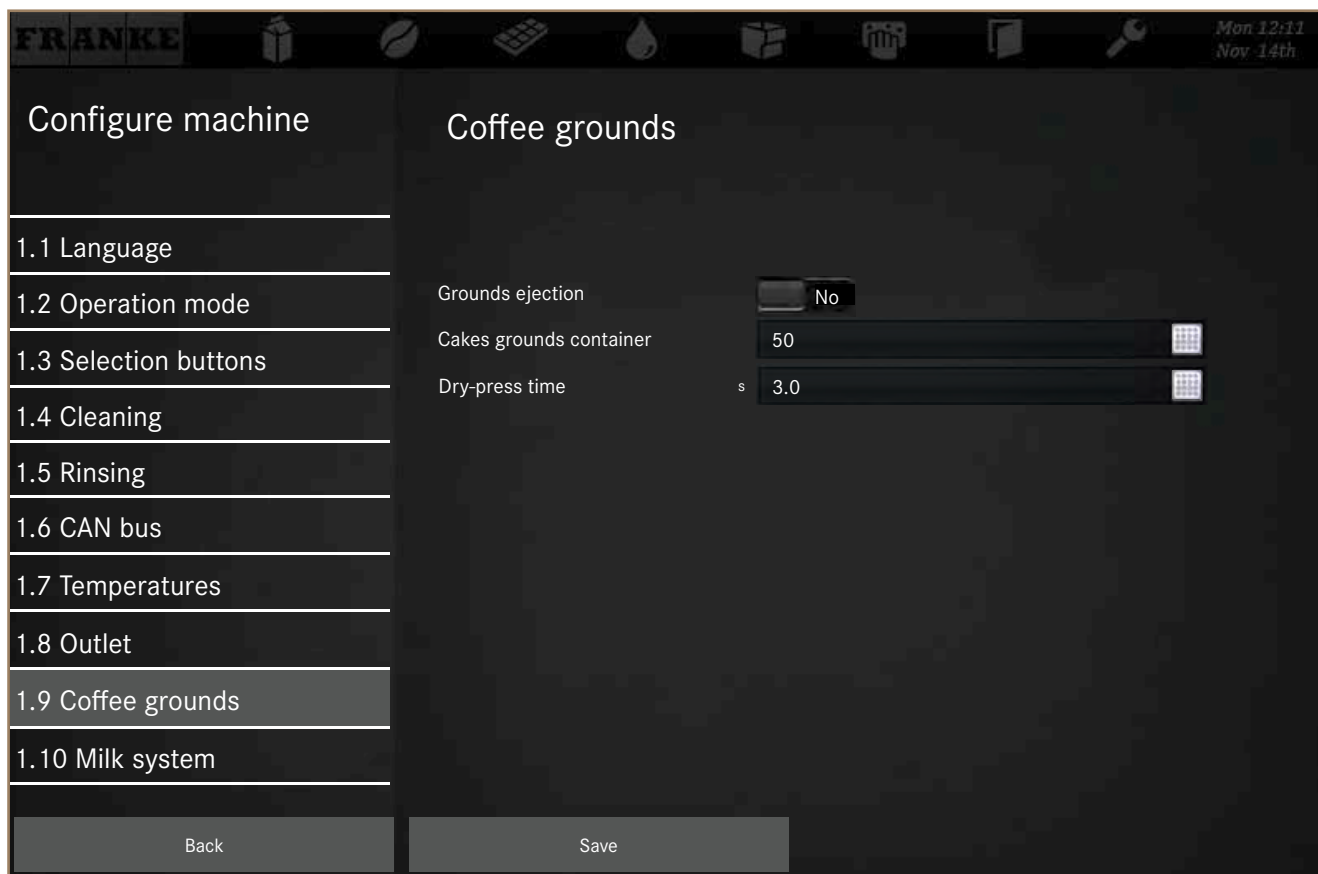 FRANKE
Mon 12:11
Nov 14th
Configure machine
Coffee grounds
1.1 Language
1.2 Operation mode
1.3 Selection buttons
1.4 Cleaning
1.5 Rinsing
1.6 CAN bus
1.7 Temperatures
1.8 Outlet
1.9 Coffee grounds
1.10 Milk system
Grounds ejection No
Cakes grounds container 50
Dry-press time s 3.0
Back
Save